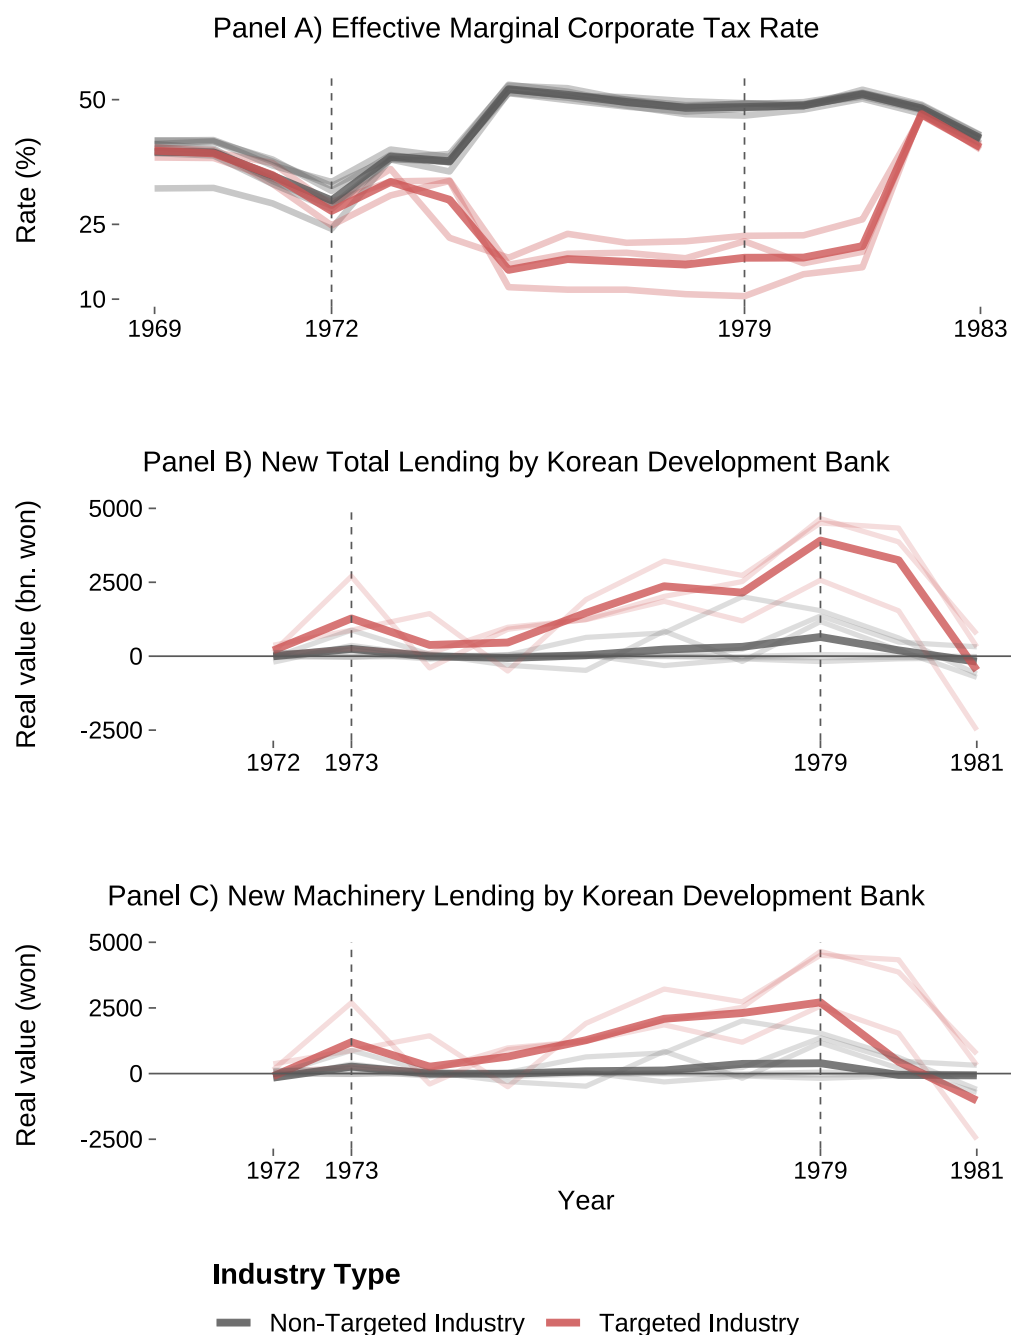 Panel A) Effective Marginal Corporate Tax Rate
Rate (%)
50
25
10
1969 1972 1979 1983
Panel B) New Total Lending by Korean Development Bank
Real value (bn. won)
5000
2500
0
-2500
1972 1973 1979 1981
Panel C) New Machinery Lending by Korean Development Bank
Real value (won)
5000
2500
0
-2500
1972 1973 1979 1981
Year
Industry Type
Non-Targeted Industry Targeted Industry